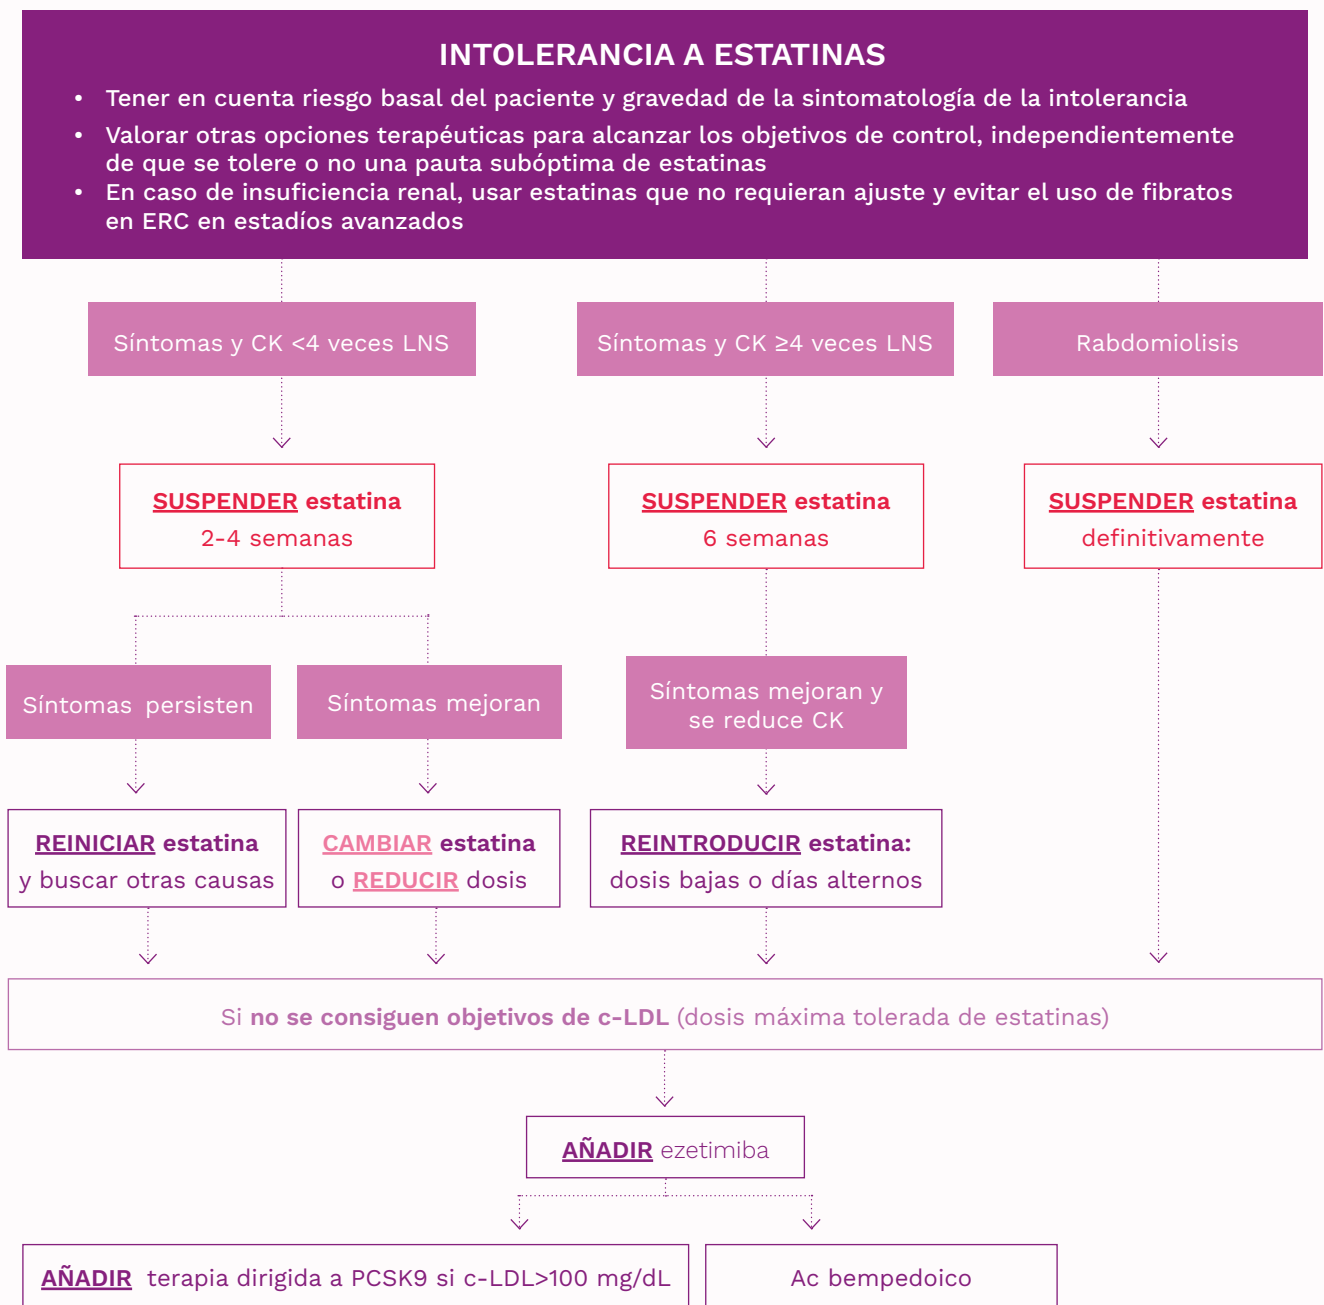 INTOLERANCIA A ESTATINAS
• Tener en cuenta riesgo basal del paciente y gravedad de la sintomatología de la intolerancia
• Valorar otras opciones terapéuticas para alcanzar los objetivos de control, independientemente
de que se tolere o no una pauta subóptima de estatinas
• En caso de insuficiencia renal, usar estatinas que no requieran ajuste y evitar el uso de fibratos
en ERC en estadíos avanzados
Síntomas y CK <4 veces LNS
Síntomas y CK ≥4 veces LNS
Rabdomiolisis
SUSPENDER estatina
2-4 semanas
SUSPENDER estatina
6 semanas
SUSPENDER estatina
definitivamente
Síntomas persisten
Síntomas mejoran
Síntomas mejoran y
se reduce CK
REINICIAR estatina
y buscar otras causas
CAMBIAR estatina
o REDUCIR dosis
REINTRODUCIR estatina:
dosis bajas o días alternos
Si no se consiguen objetivos de c-LDL (dosis máxima tolerada de estatinas)
AÑADIR ezetimiba
AÑADIR terapia dirigida a PCSK9 si c-LDL>100 mg/dL
Ac bempedoico